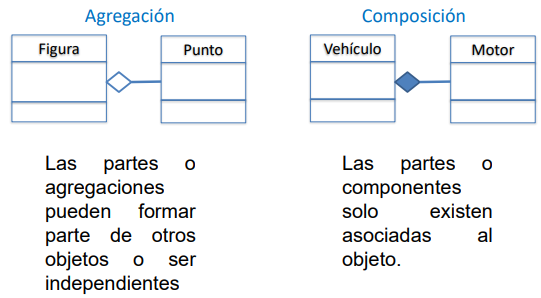 Agregación
Composición
Figura
Punto
Vehículo
Motor
Las partes o
agregaciones
pueden formar
parte de otros
objetos o ser
independientes
Las partes o
componentes
solo existen
asociadas al
objeto.